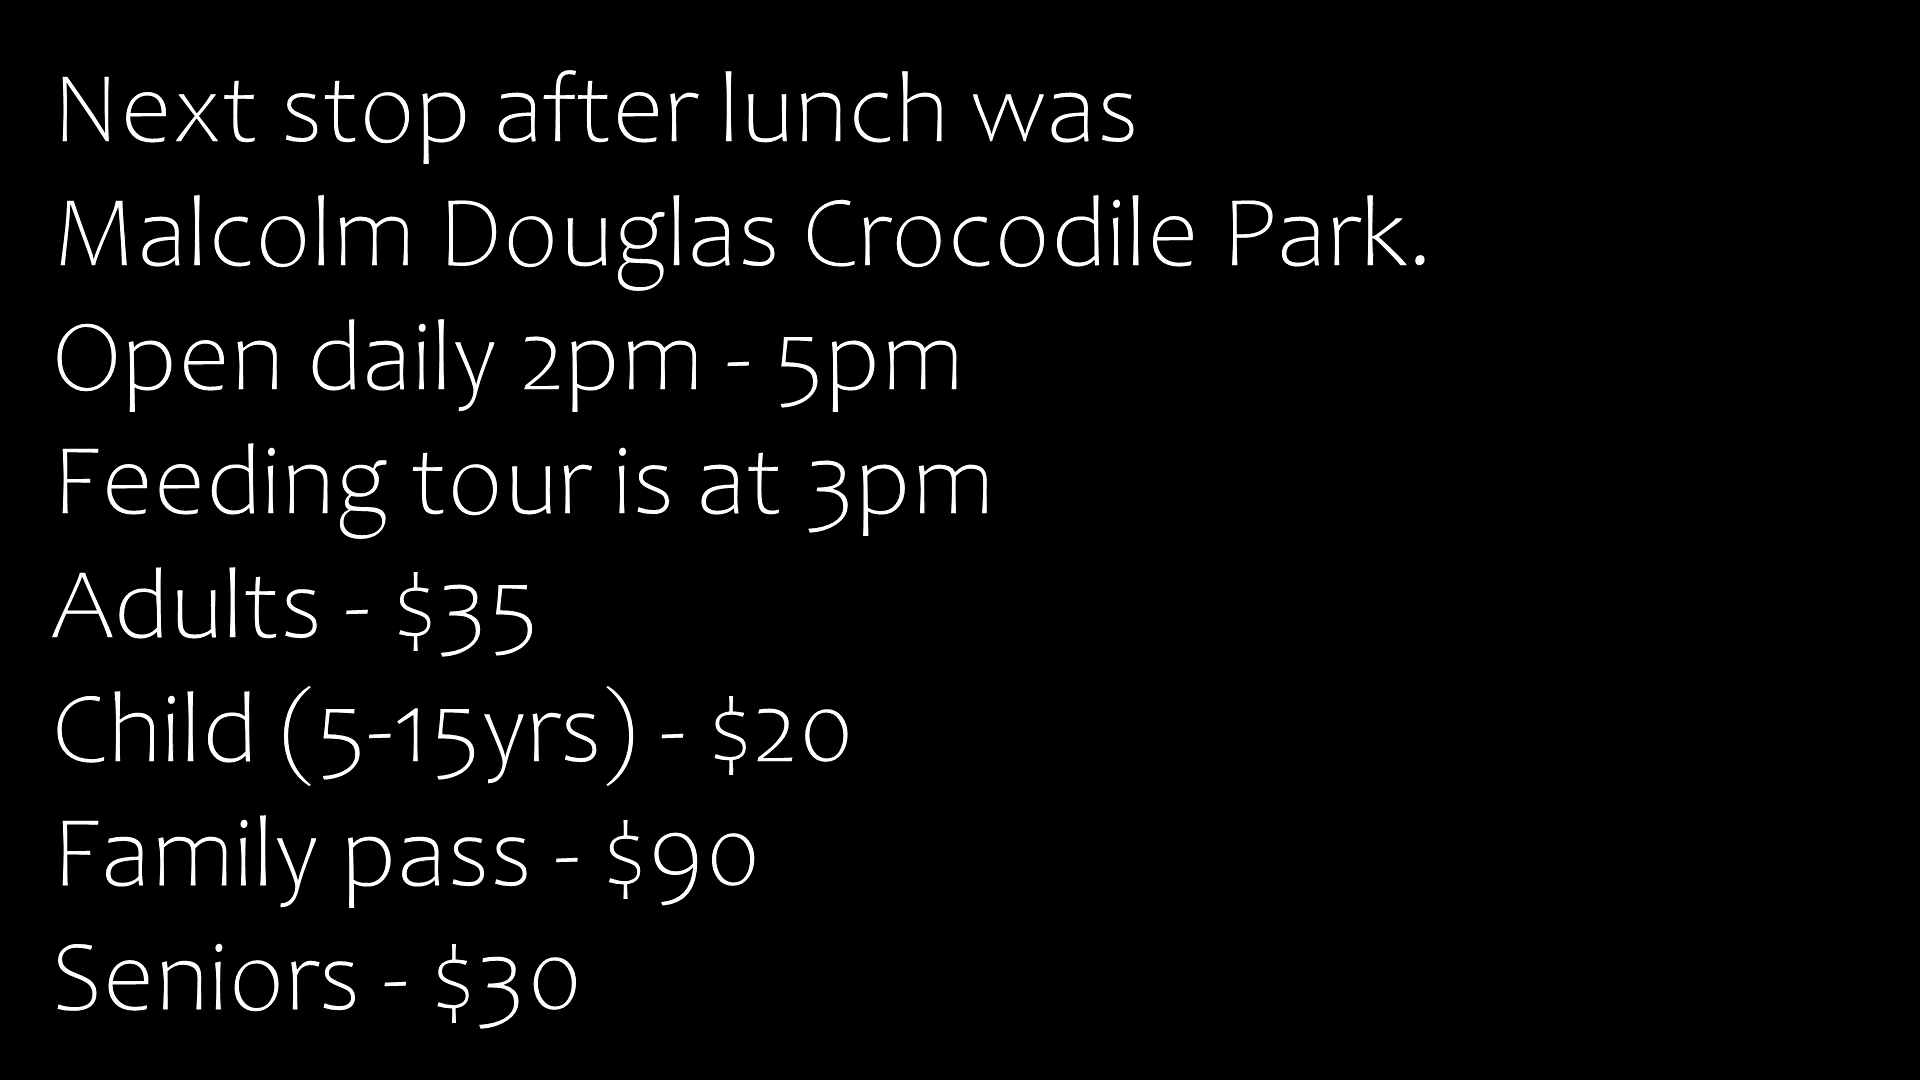 Next stop after lunch was
Malcolm Douglas Crocodile Park.
Open daily 2pm - 5pm
Feeding tour is at 3pm
Adults - $35
Child (5-15yrs) - $20
Family pass - $90
Seniors - $30